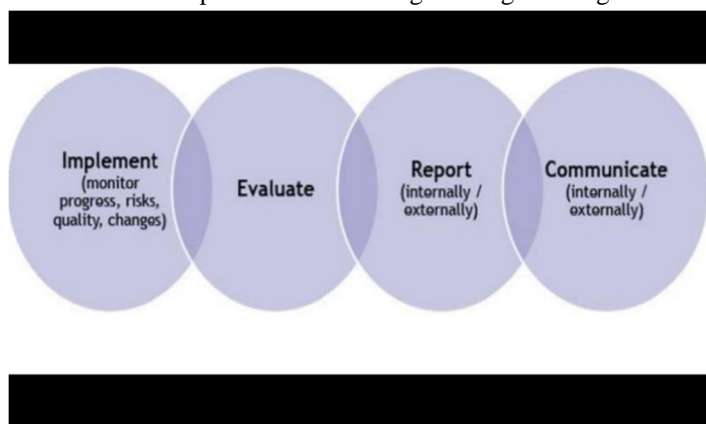 Implement
(monitor
progress, risks,
quality, changes)
Evaluate
Report
(internally /
externally)
Communicate
(internally /
externally)